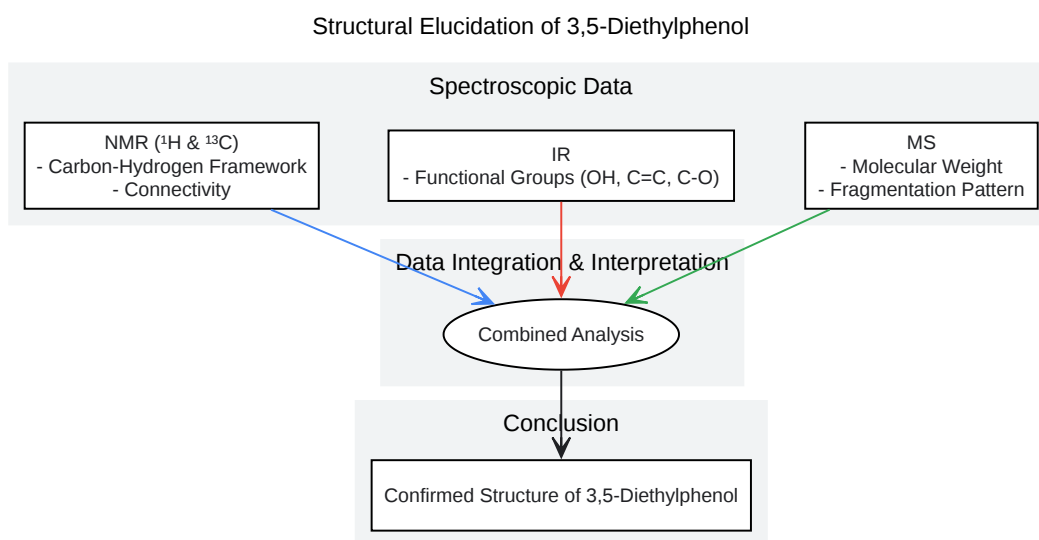 Structural Elucidation of 3,5-Diethylphenol
Spectroscopic Data
NMR (¹H & ¹³C)
- Carbon-Hydrogen Framework
- Connectivity
IR
- Functional Groups (OH, C=C, C-O)
MS
- Molecular Weight
- Fragmentation Pattern
Data Integration & Interpretation
Combined Analysis
Conclusion
Confirmed Structure of 3,5-Diethylphenol